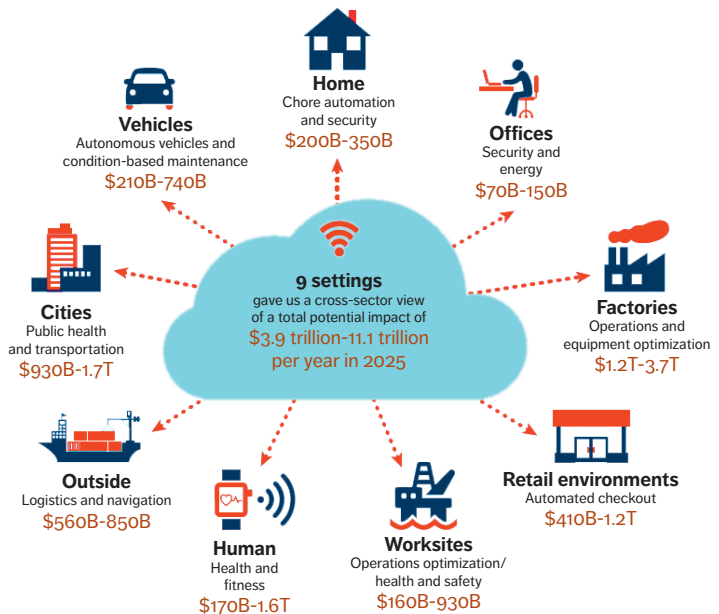 Home
Chore automation
and security
$200B-350B
Vehicles
Autonomous vehicles and
condition-based maintenance
$210B-740B
Offices
Security and
energy
$70B-150B
9 settings
gave us a cross-sector view
of a total potential impact of
$3.9 trillion-11.1 trillion
per year in 2025
Cities
Public health
and transportation
$930B-1.7T
Factories
Operations and
equipment optimization
$1.2T-3.7T
Outside
Logistics and navigation
$560B-850B
Retail environments
Automated checkout
$410B-1.2T
Human
Health and
fitness
$170B-1.6T
Worksites
Operations optimization/
health and safety
$160B-930B